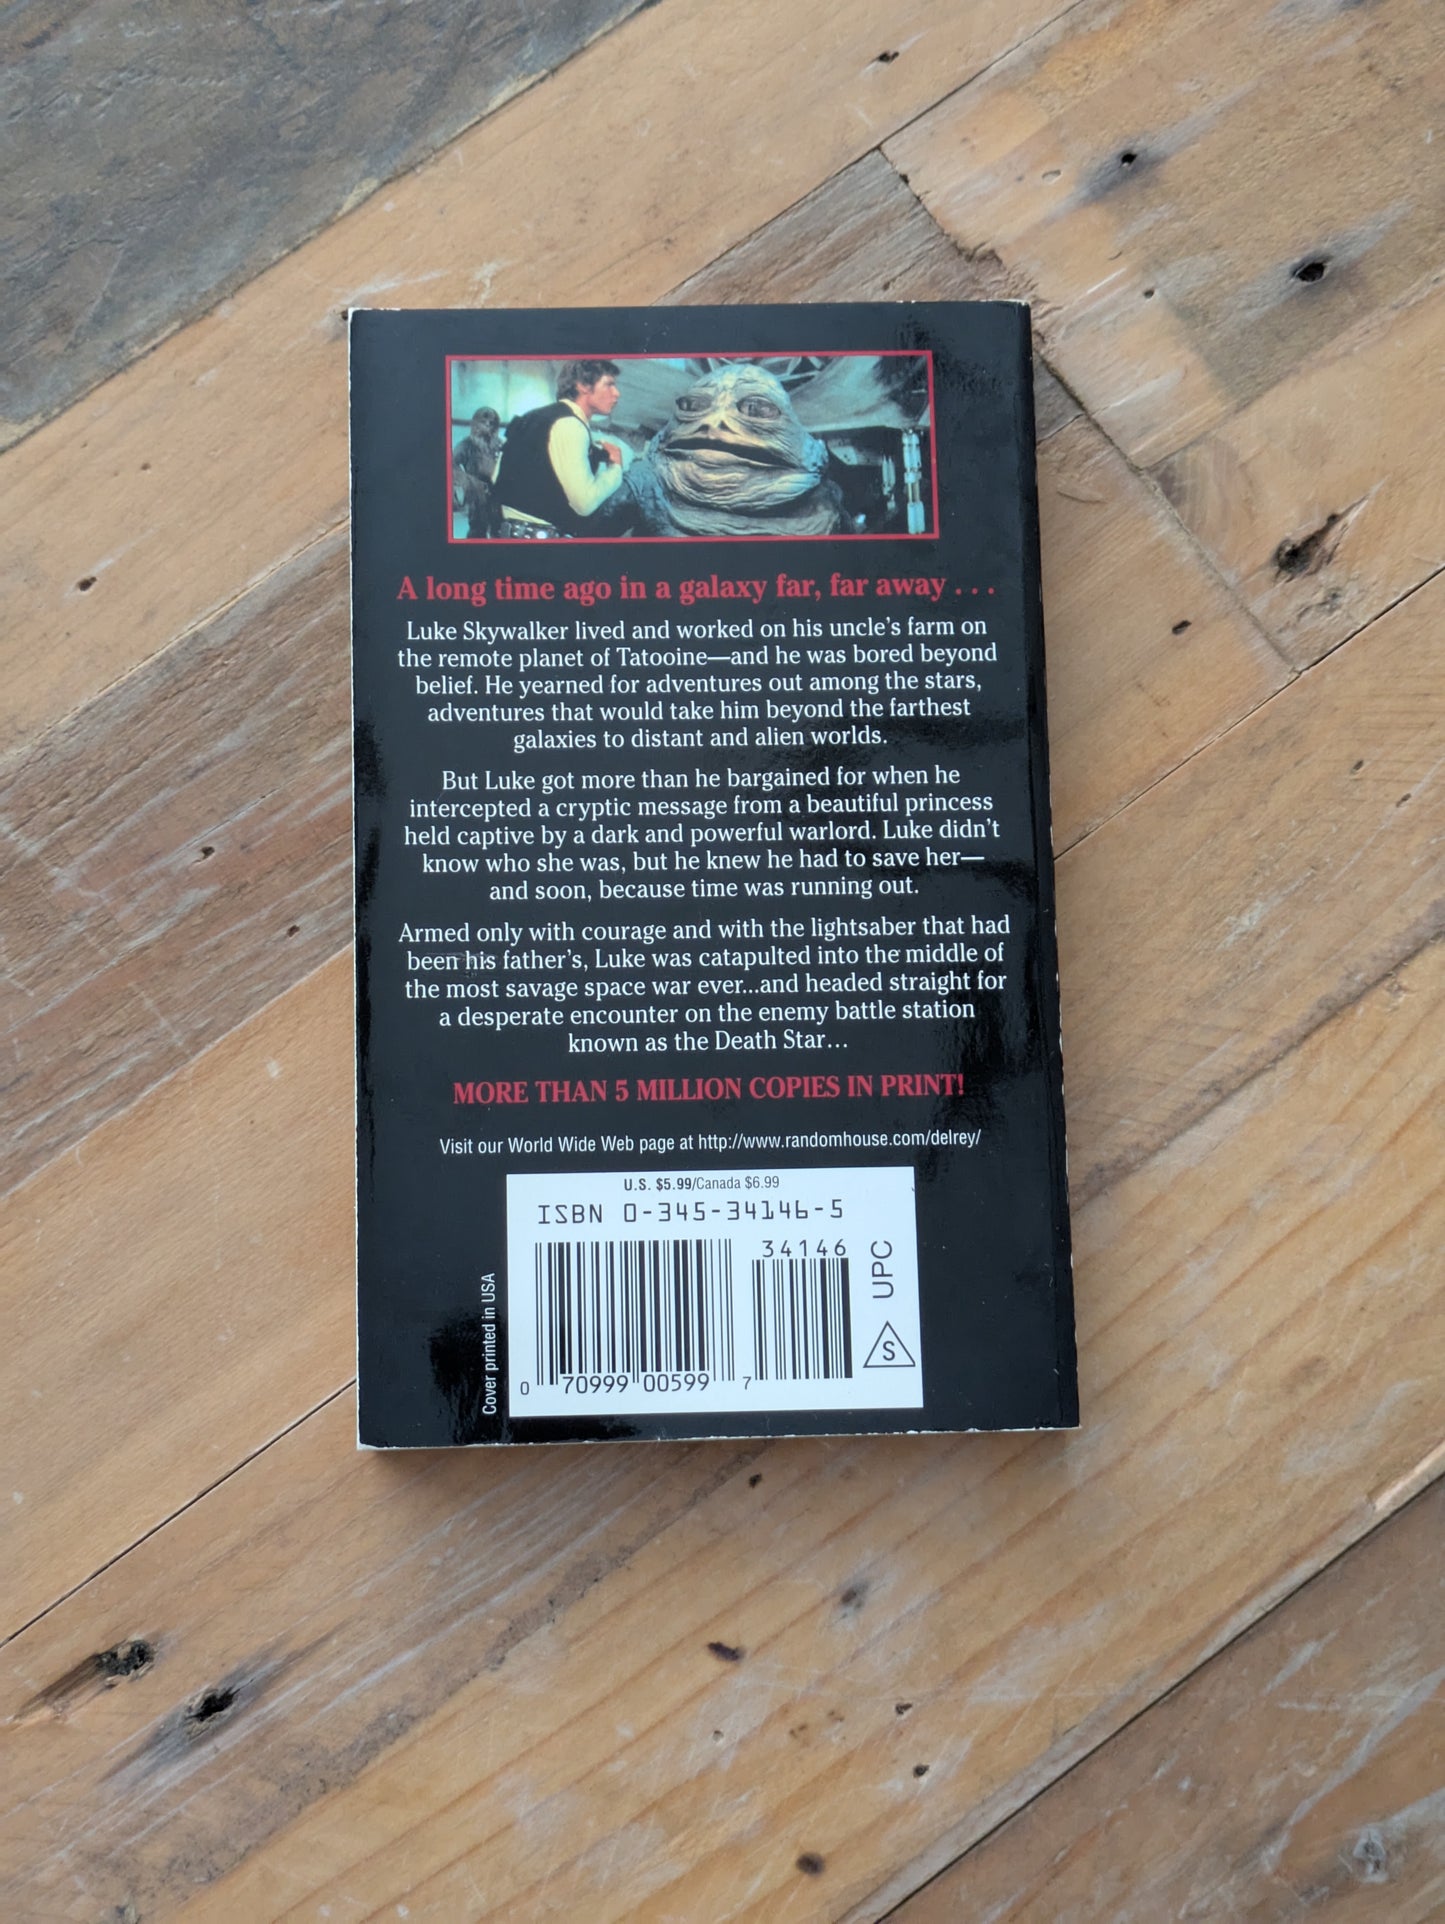 A long time ago in a galaxy far, far away . . .
Luke Skywalker lived and worked on his uncle's farm on
the remote planet of Tatooine—and he was bored beyond
belief. He yearned for adventures out among the stars,
adventures that would take him beyond the farthest
galaxies to distant and alien worlds.
But Luke got more than he bargained for when he
intercepted a cryptic message from a beautiful princess
held captive by a dark and powerful warlord. Luke didn't
know who she was, but he knew he had to save her—
and soon, because time was running out.
Armed only with courage and with the lightsaber that had
been his father's, Luke was catapulted into the middle of
the most savage space war ever...and headed straight for
a desperate encounter on the enemy battle station
known as the Death Star...
MORE THAN 5 MILLION COPIES IN PRINT!
Visit our World Wide Web page at http://www.randomhouse.com/delrey/
U.S. $5.99/Canada $6.99
ISBN 0-345-34146-5
34146
UPC
S
0 70999 00599 7
Cover printed in USA